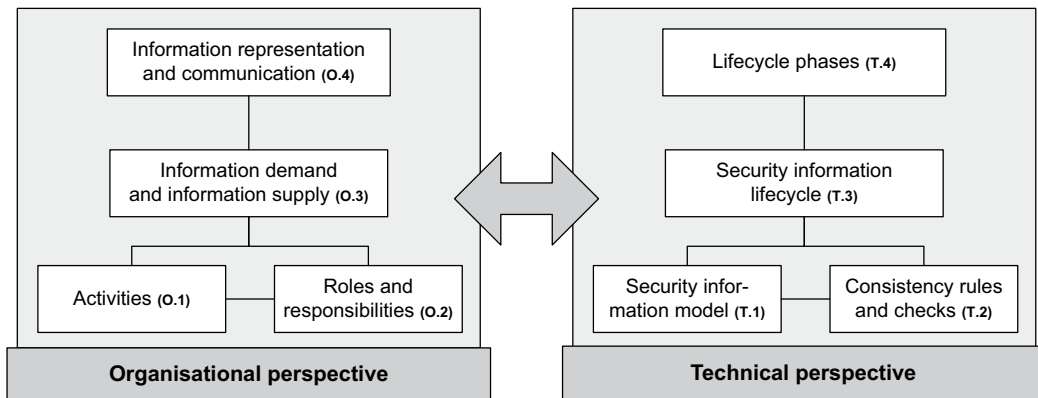 Information representation
and communication (O.4)
Information demand
and information supply (O.3)
Activities (O.1)
Roles and
responsibilities (O.2)
Organisational perspective
Lifecycle phases (T.4)
Security information
lifecycle (T.3)
Security infor-
mation model (T.1)
Consistency rules
and checks (T.2)
Technical perspective